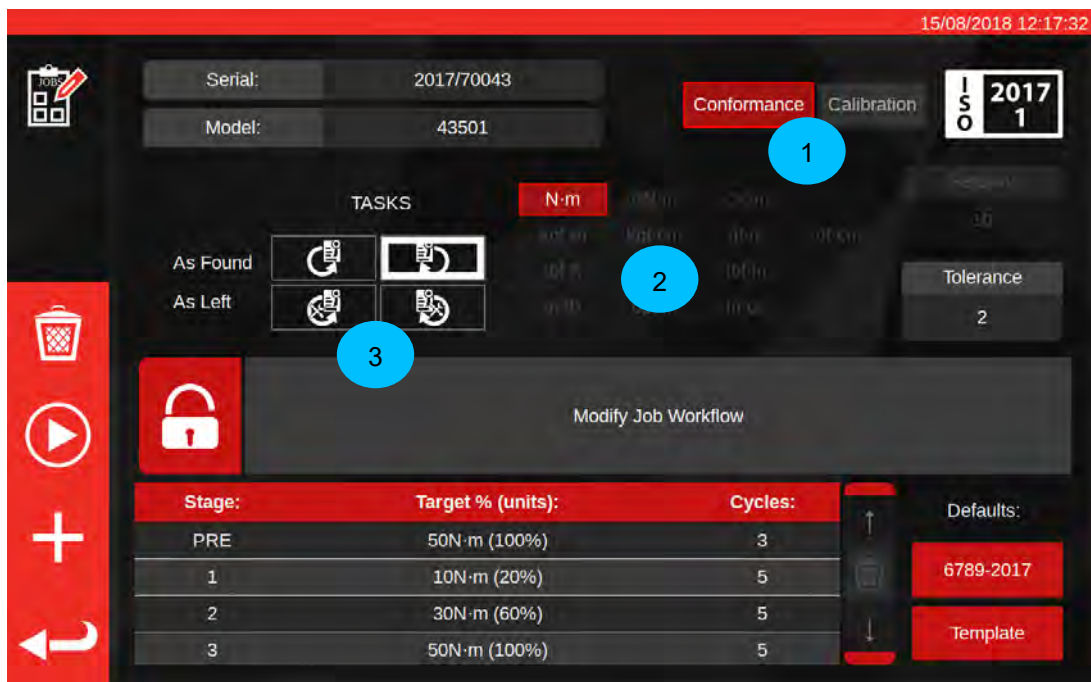 15/08/2018 12:17:32
JOBS
Serial: 2017/70043
Model: 43501
Conformance Calibration
ISO 2017 1
1
TASKS
N·m
As Found
As Left
2
3
Tolerance
2
Modify Job Workflow
Stage: Target % (units): Cycles:
PRE 50N·m (100%) 3
1 10N·m (20%) 5
2 30N·m (60%) 5
3 50N·m (100%) 5
Defaults:
6789-2017
Template